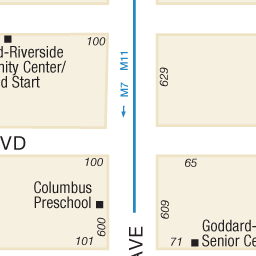 100
d-Riverside
nity Center/
d Start
M7 M11
629
VD
100
65
Columbus
Preschool
600
609
101
AVE
Goddard-
71
Senior Ce